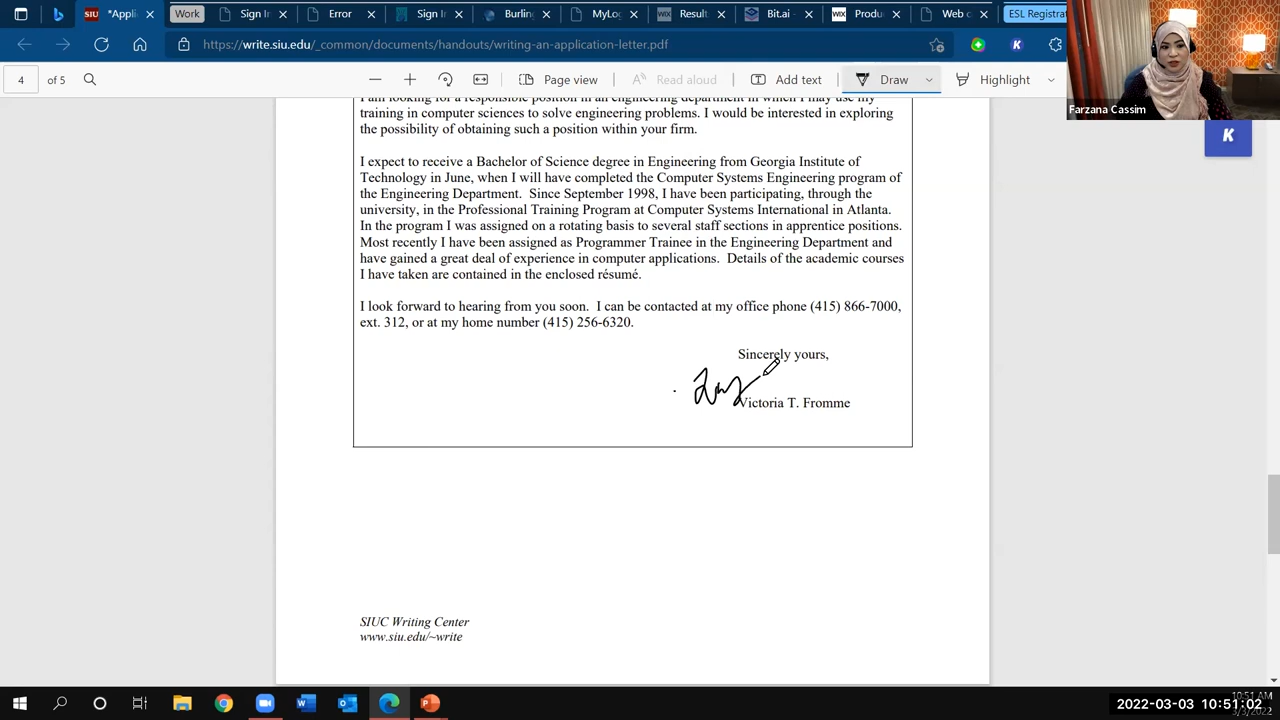 *Appli
Work
Sign In
Error
Sign In
Burling
MyLog
Result
Bit.ai -
Produ
Web c
ESL Registrat
https://write.siu.edu/_common/documents/handouts/writing-an-application-letter.pdf
4 of 5
Page view
Read aloud
Add text
Draw
Highlight
Farzana Cassim
K
I am looking for a responsible position in an engineering department in which I may use my
training in computer sciences to solve engineering problems. I would be interested in exploring
the possibility of obtaining such a position within your firm.
I expect to receive a Bachelor of Science degree in Engineering from Georgia Institute of
Technology in June, when I will have completed the Computer Systems Engineering program of
the Engineering Department. Since September 1998, I have been participating, through the
university, in the Professional Training Program at Computer Systems International in Atlanta.
In the program I was assigned on a rotating basis to several staff sections in apprentice positions.
Most recently I have been assigned as Programmer Trainee in the Engineering Department and
have gained a great deal of experience in computer applications. Details of the academic courses
I have taken are contained in the enclosed résumé.
I look forward to hearing from you soon. I can be contacted at my office phone (415) 866-7000,
ext. 312, or at my home number (415) 256-6320.
Sincerely yours,
Victoria T. Fromme
SIUC Writing Center
www.siu.edu/~write
10:51 AM
3/3/2022
2022-03-03 10:51:02